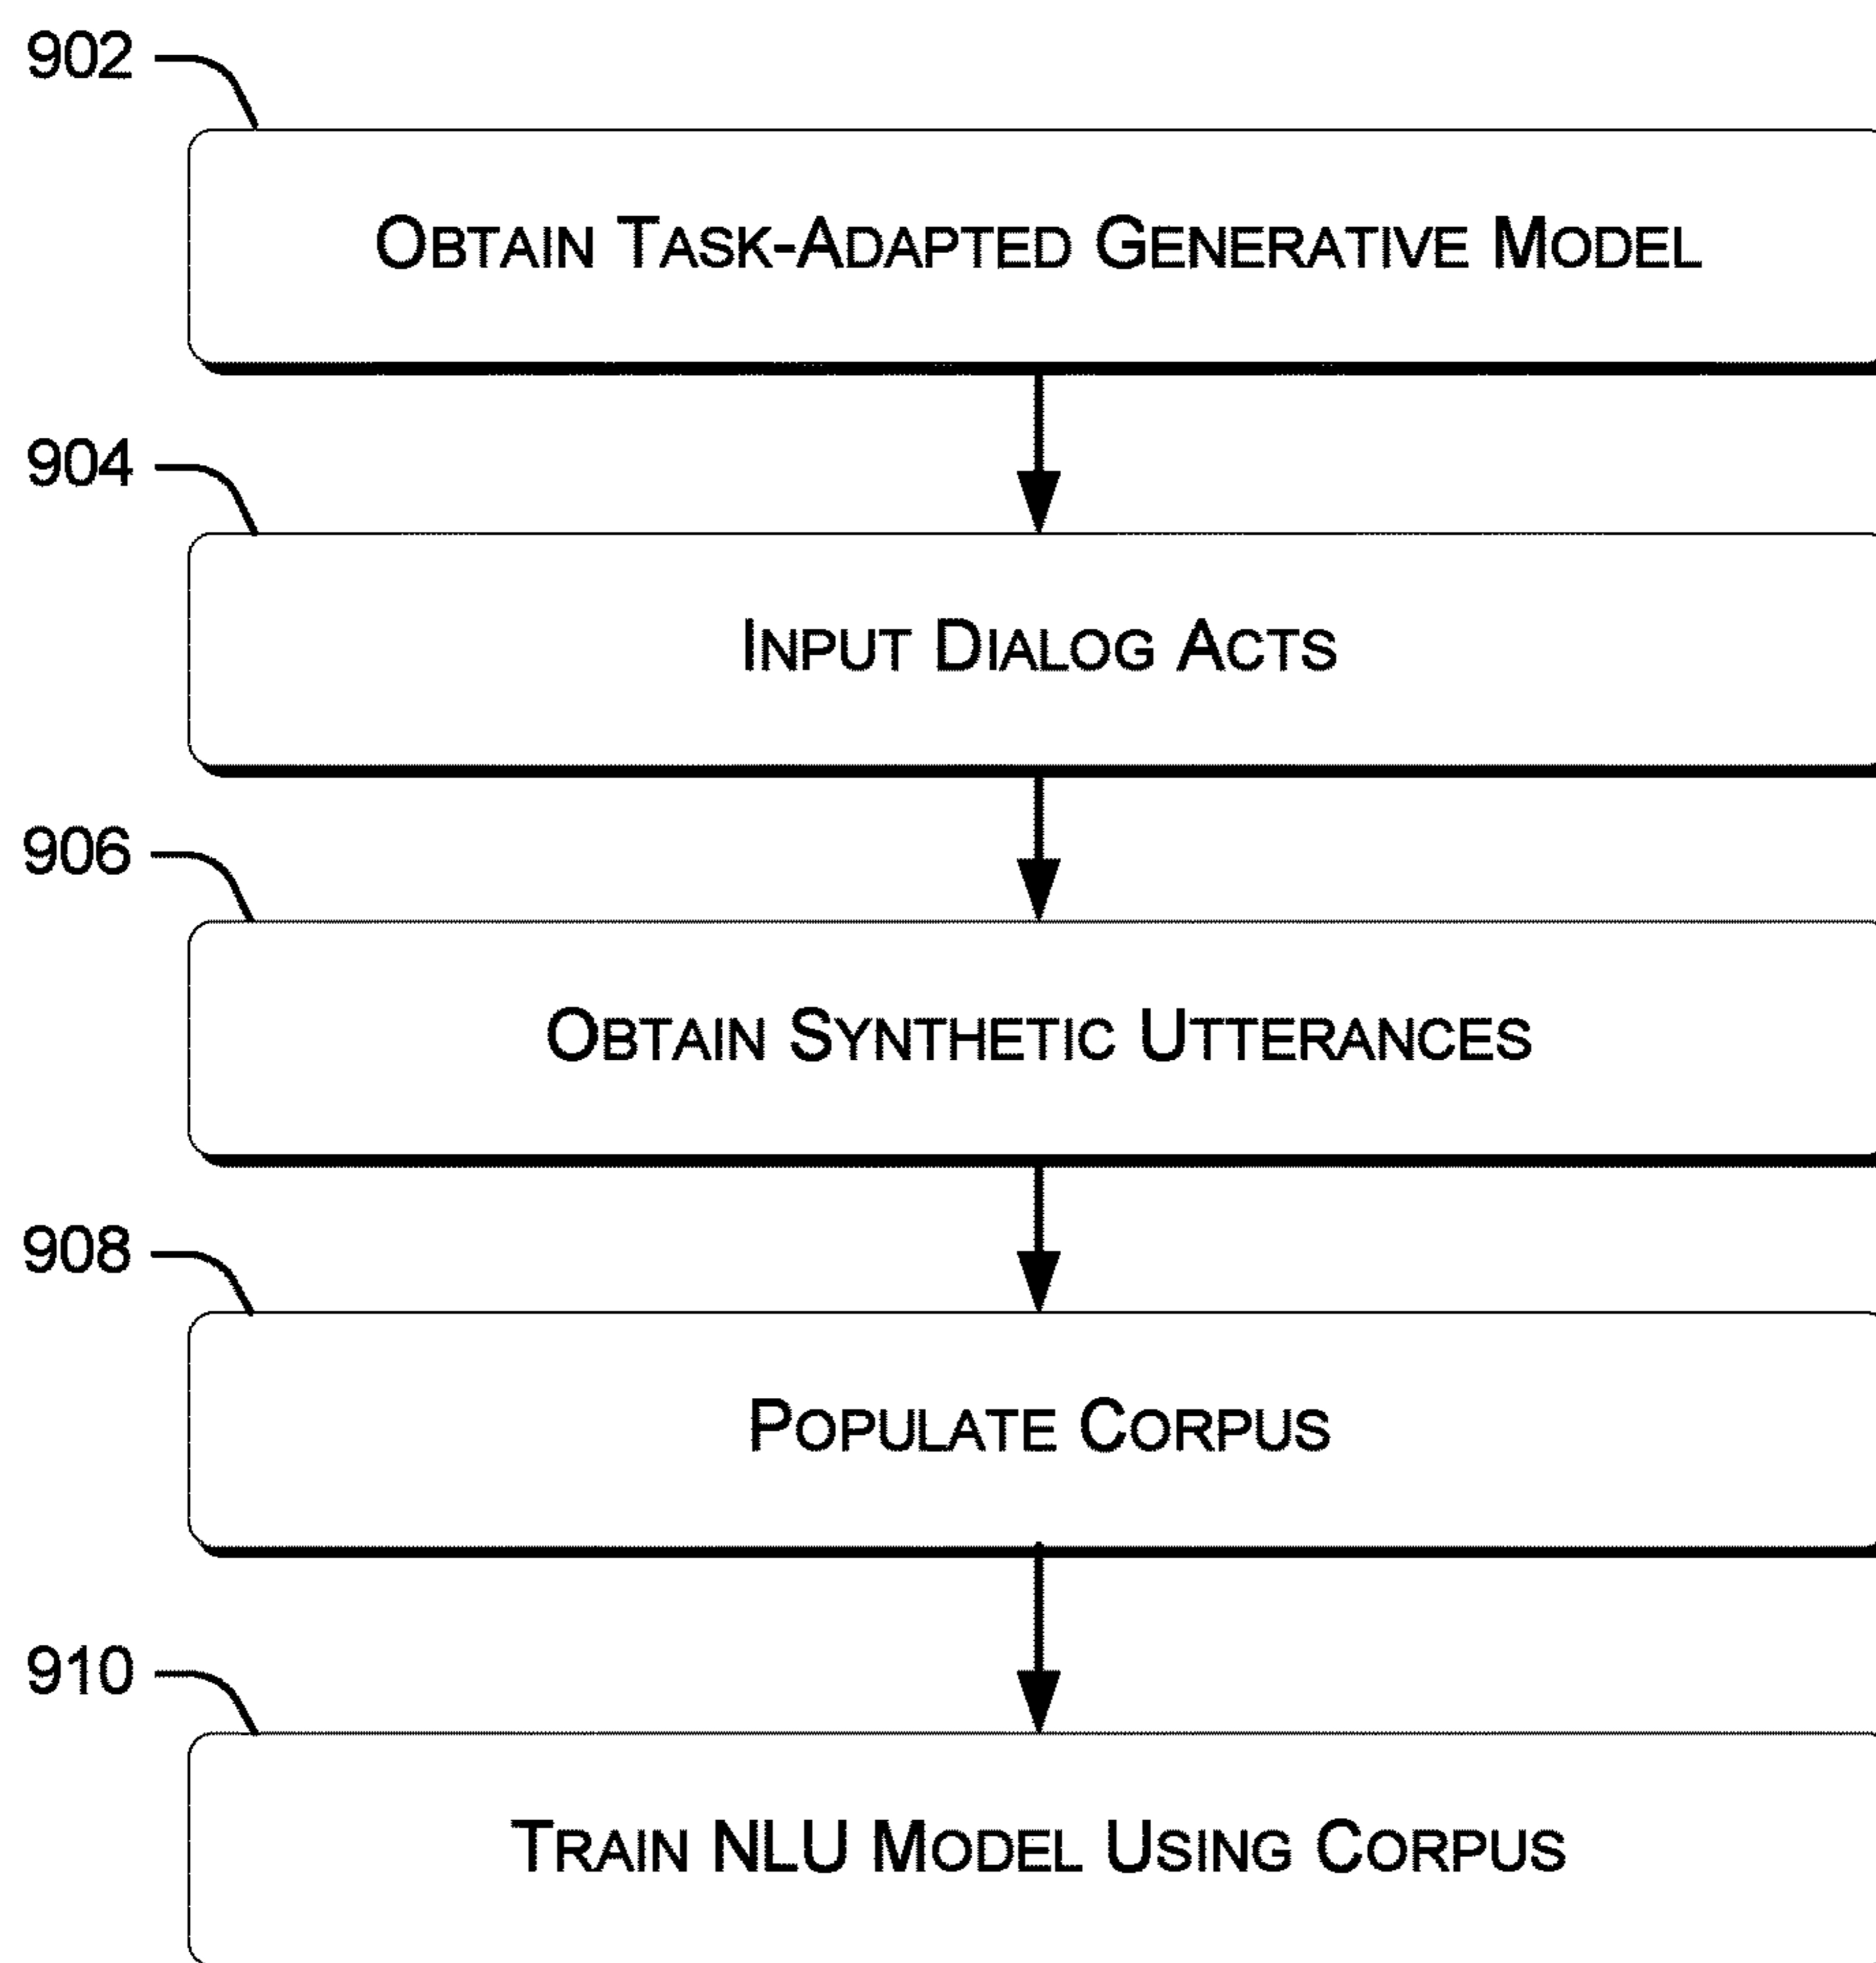 902
OBTAIN TASK-ADAPTED GENERATIVE MODEL
904
INPUT DIALOG ACTS
906
OBTAIN SYNTHETIC UTTERANCES
908
POPULATE CORPUS
910
TRAIN NLU MODEL USING CORPUS